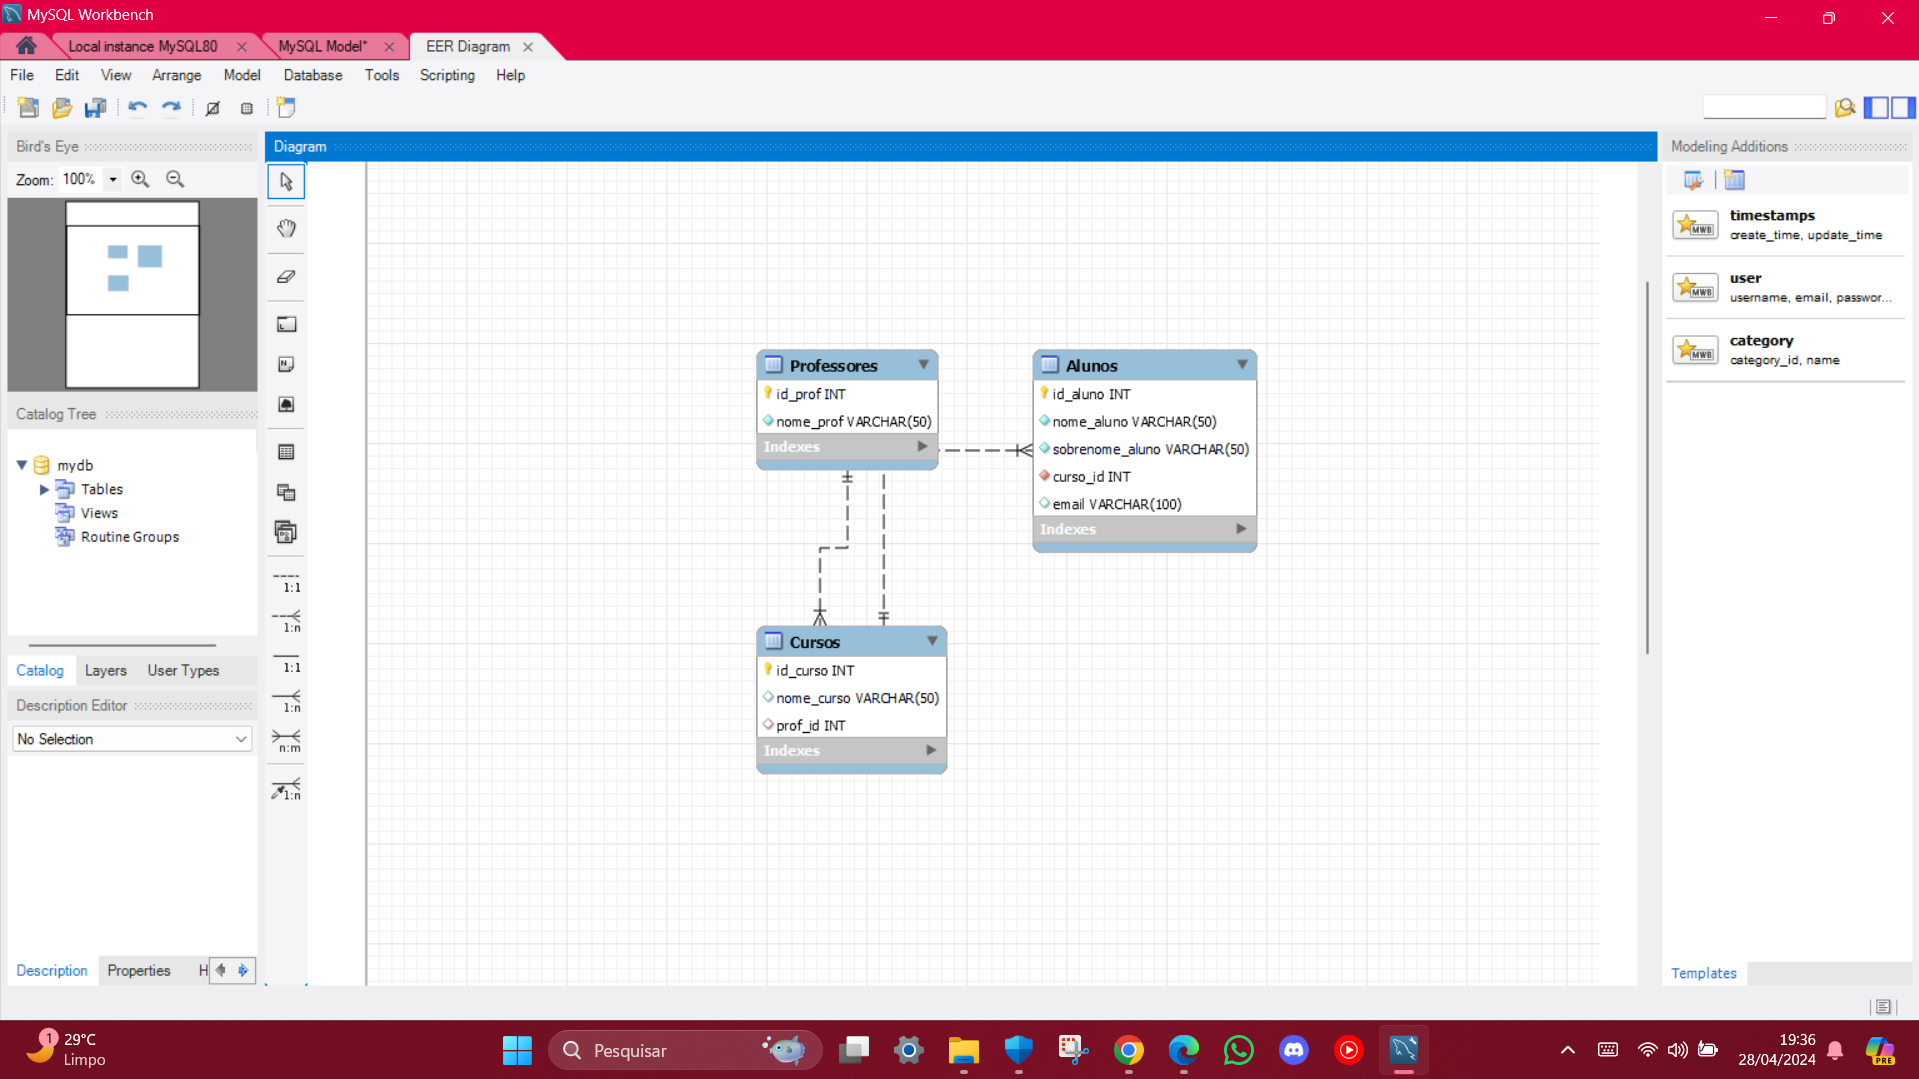 MySQL Workbench
Local instance MySQL80
MySQL Model*
EER Diagram
File Edit View Arrange Model Database Tools Scripting Help
Bird's Eye
Zoom: 100%
Catalog Tree
mydb
Tables
Views
Routine Groups
Catalog Layers User Types
Description Editor
No Selection
Description Properties H
Diagram
1:1
1:n
1:1
1:n
n:m
1:n
Professores
id_prof INT
nome_prof VARCHAR(50)
Indexes
Alunos
id_aluno INT
nome_aluno VARCHAR(50)
sobrenome_aluno VARCHAR(50)
curso_id INT
email VARCHAR(100)
Indexes
Cursos
id_curso INT
nome_curso VARCHAR(50)
prof_id INT
Indexes
Modeling Additions
MWB
timestamps
create_time, update_time
MWB
user
username, email, passwor...
MWB
category
category_id, name
Templates
1
29°C
Limpo
Pesquisar
19:36
28/04/2024
PRE